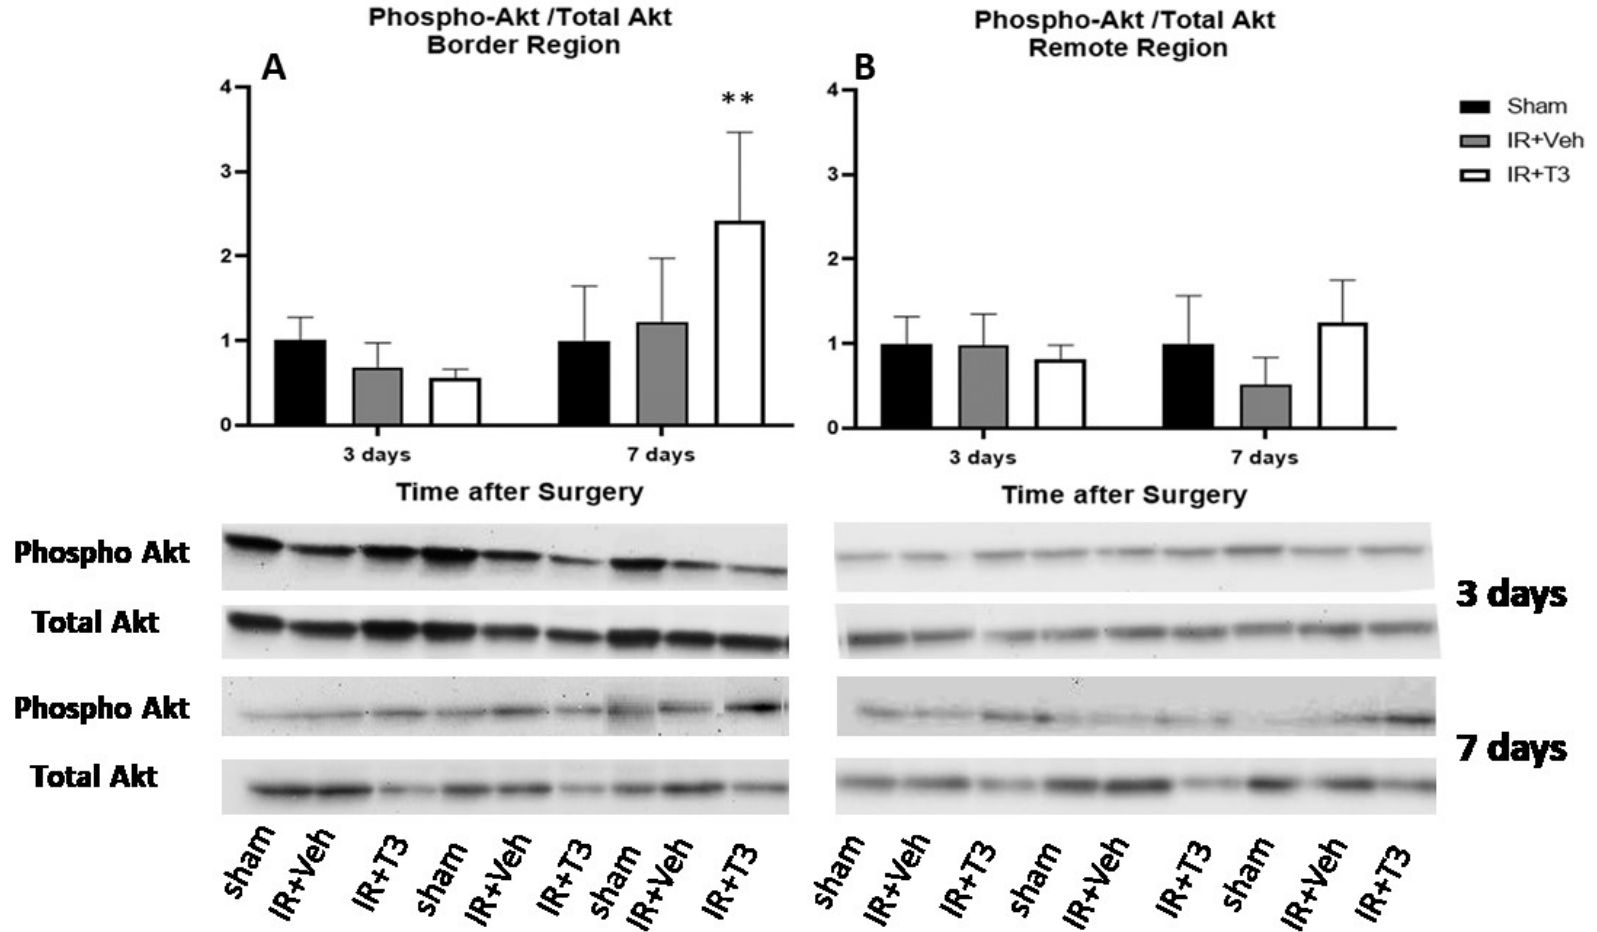 Phospho-Akt /Total Akt
Border Region
A
4
3
2
1
0
**
3 days
7 days
Time after Surgery
Phospho-Akt /Total Akt
Remote Region
B
4
3
2
1
0
3 days
7 days
Time after Surgery
Sham
IR+Veh
IR+T3
Phospho Akt
Total Akt
3 days
Phospho Akt
Total Akt
7 days
sham IR+Veh IR+T3 sham IR+Veh IR+T3 sham IR+Veh IR+T3
sham IR+Veh IR+T3 sham IR+Veh IR+T3 sham IR+Veh IR+T3